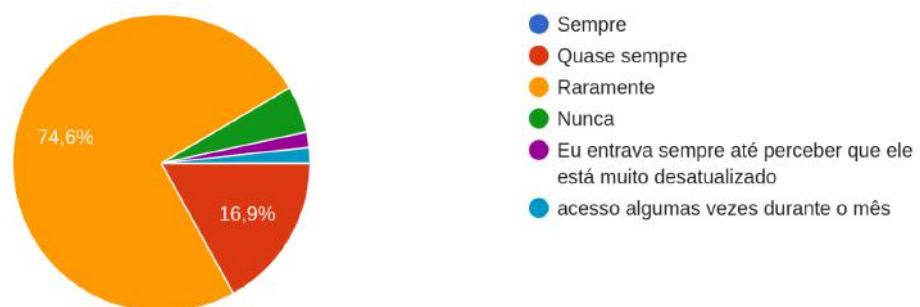 74,6%
16,9%
Sempre
Quase sempre
Raramente
Nunca
Eu entrava sempre até perceber que ele
está muito desatualizado
acesso algumas vezes durante o mês